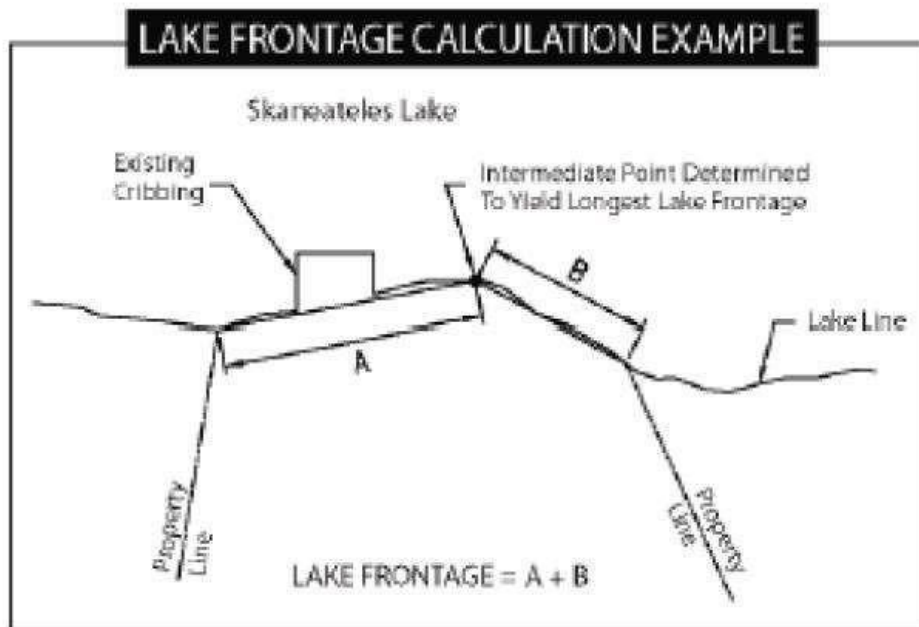 LAKE FRONTAGE CALCULATION EXAMPLE
Skaneateles Lake
Existing
Cribbing
Intermediate Point Determined
To Yield Longest Lake Frontage
B
A
Lake Line
Property
Line
Property
Line
LAKE FRONTAGE = A + B